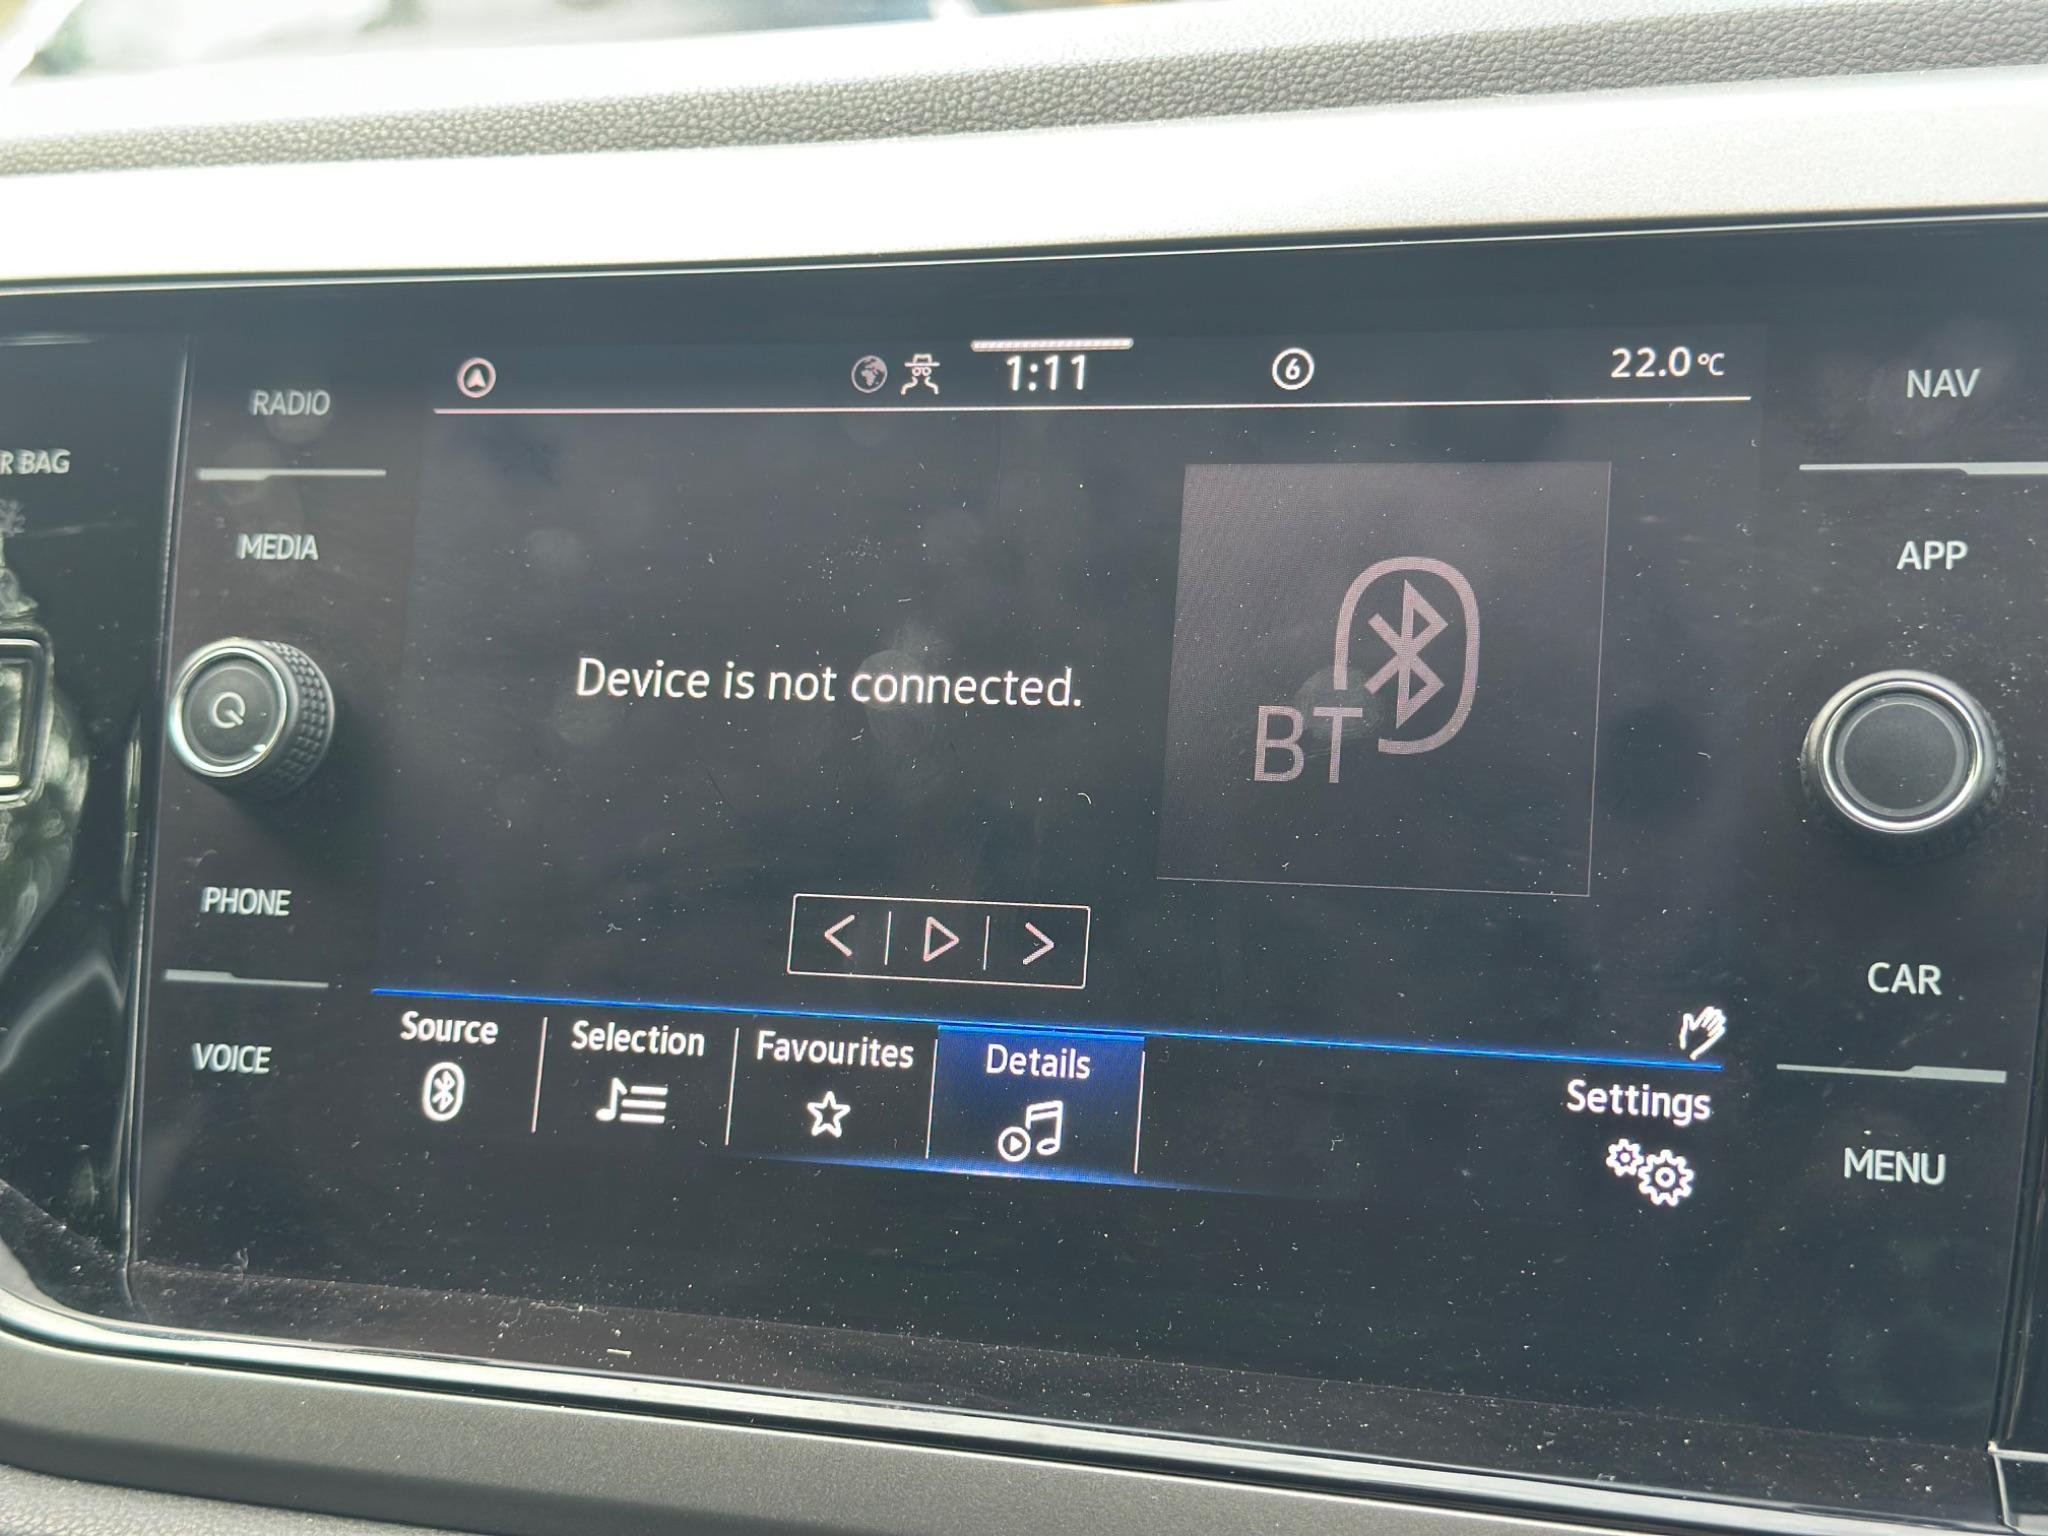 1:11
6
22.0°C
RADIO
NAV
R BAG
MEDIA
APP
Device is not connected.
BT
PHONE
CAR
VOICE
Source
Selection
Favourites
Details
Settings
MENU